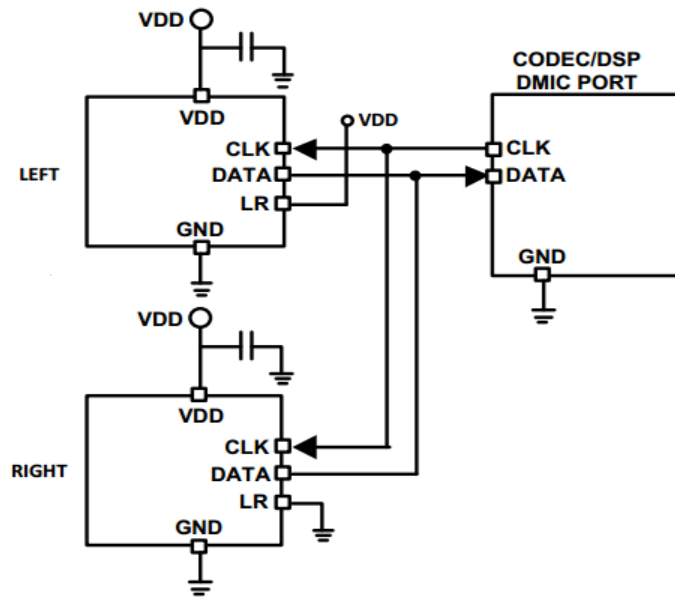 VDD
CODEC/DSP
DMIC PORT
VDD
VDD
CLK
CLK
LEFT
DATA
DATA
LR
GND
GND
VDD
VDD
CLK
RIGHT
DATA
LR
GND